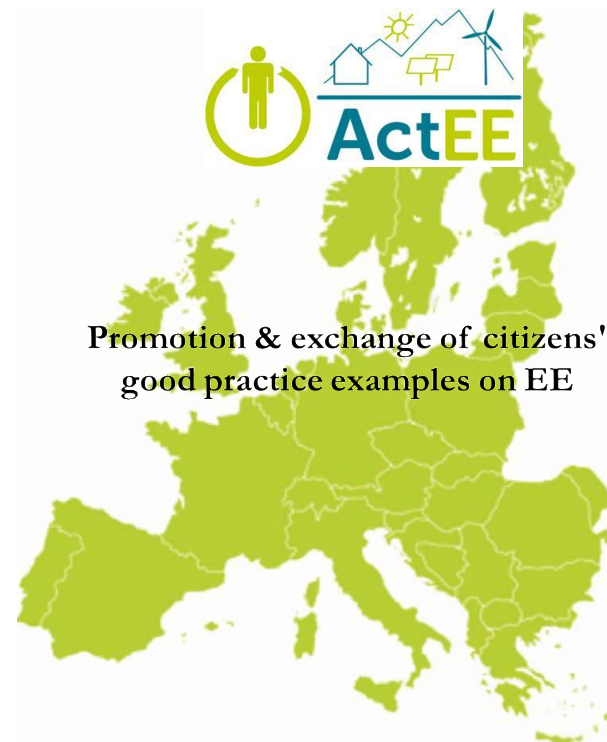 ActEE
Promotion & exchange of citizens'
good practice examples on EE